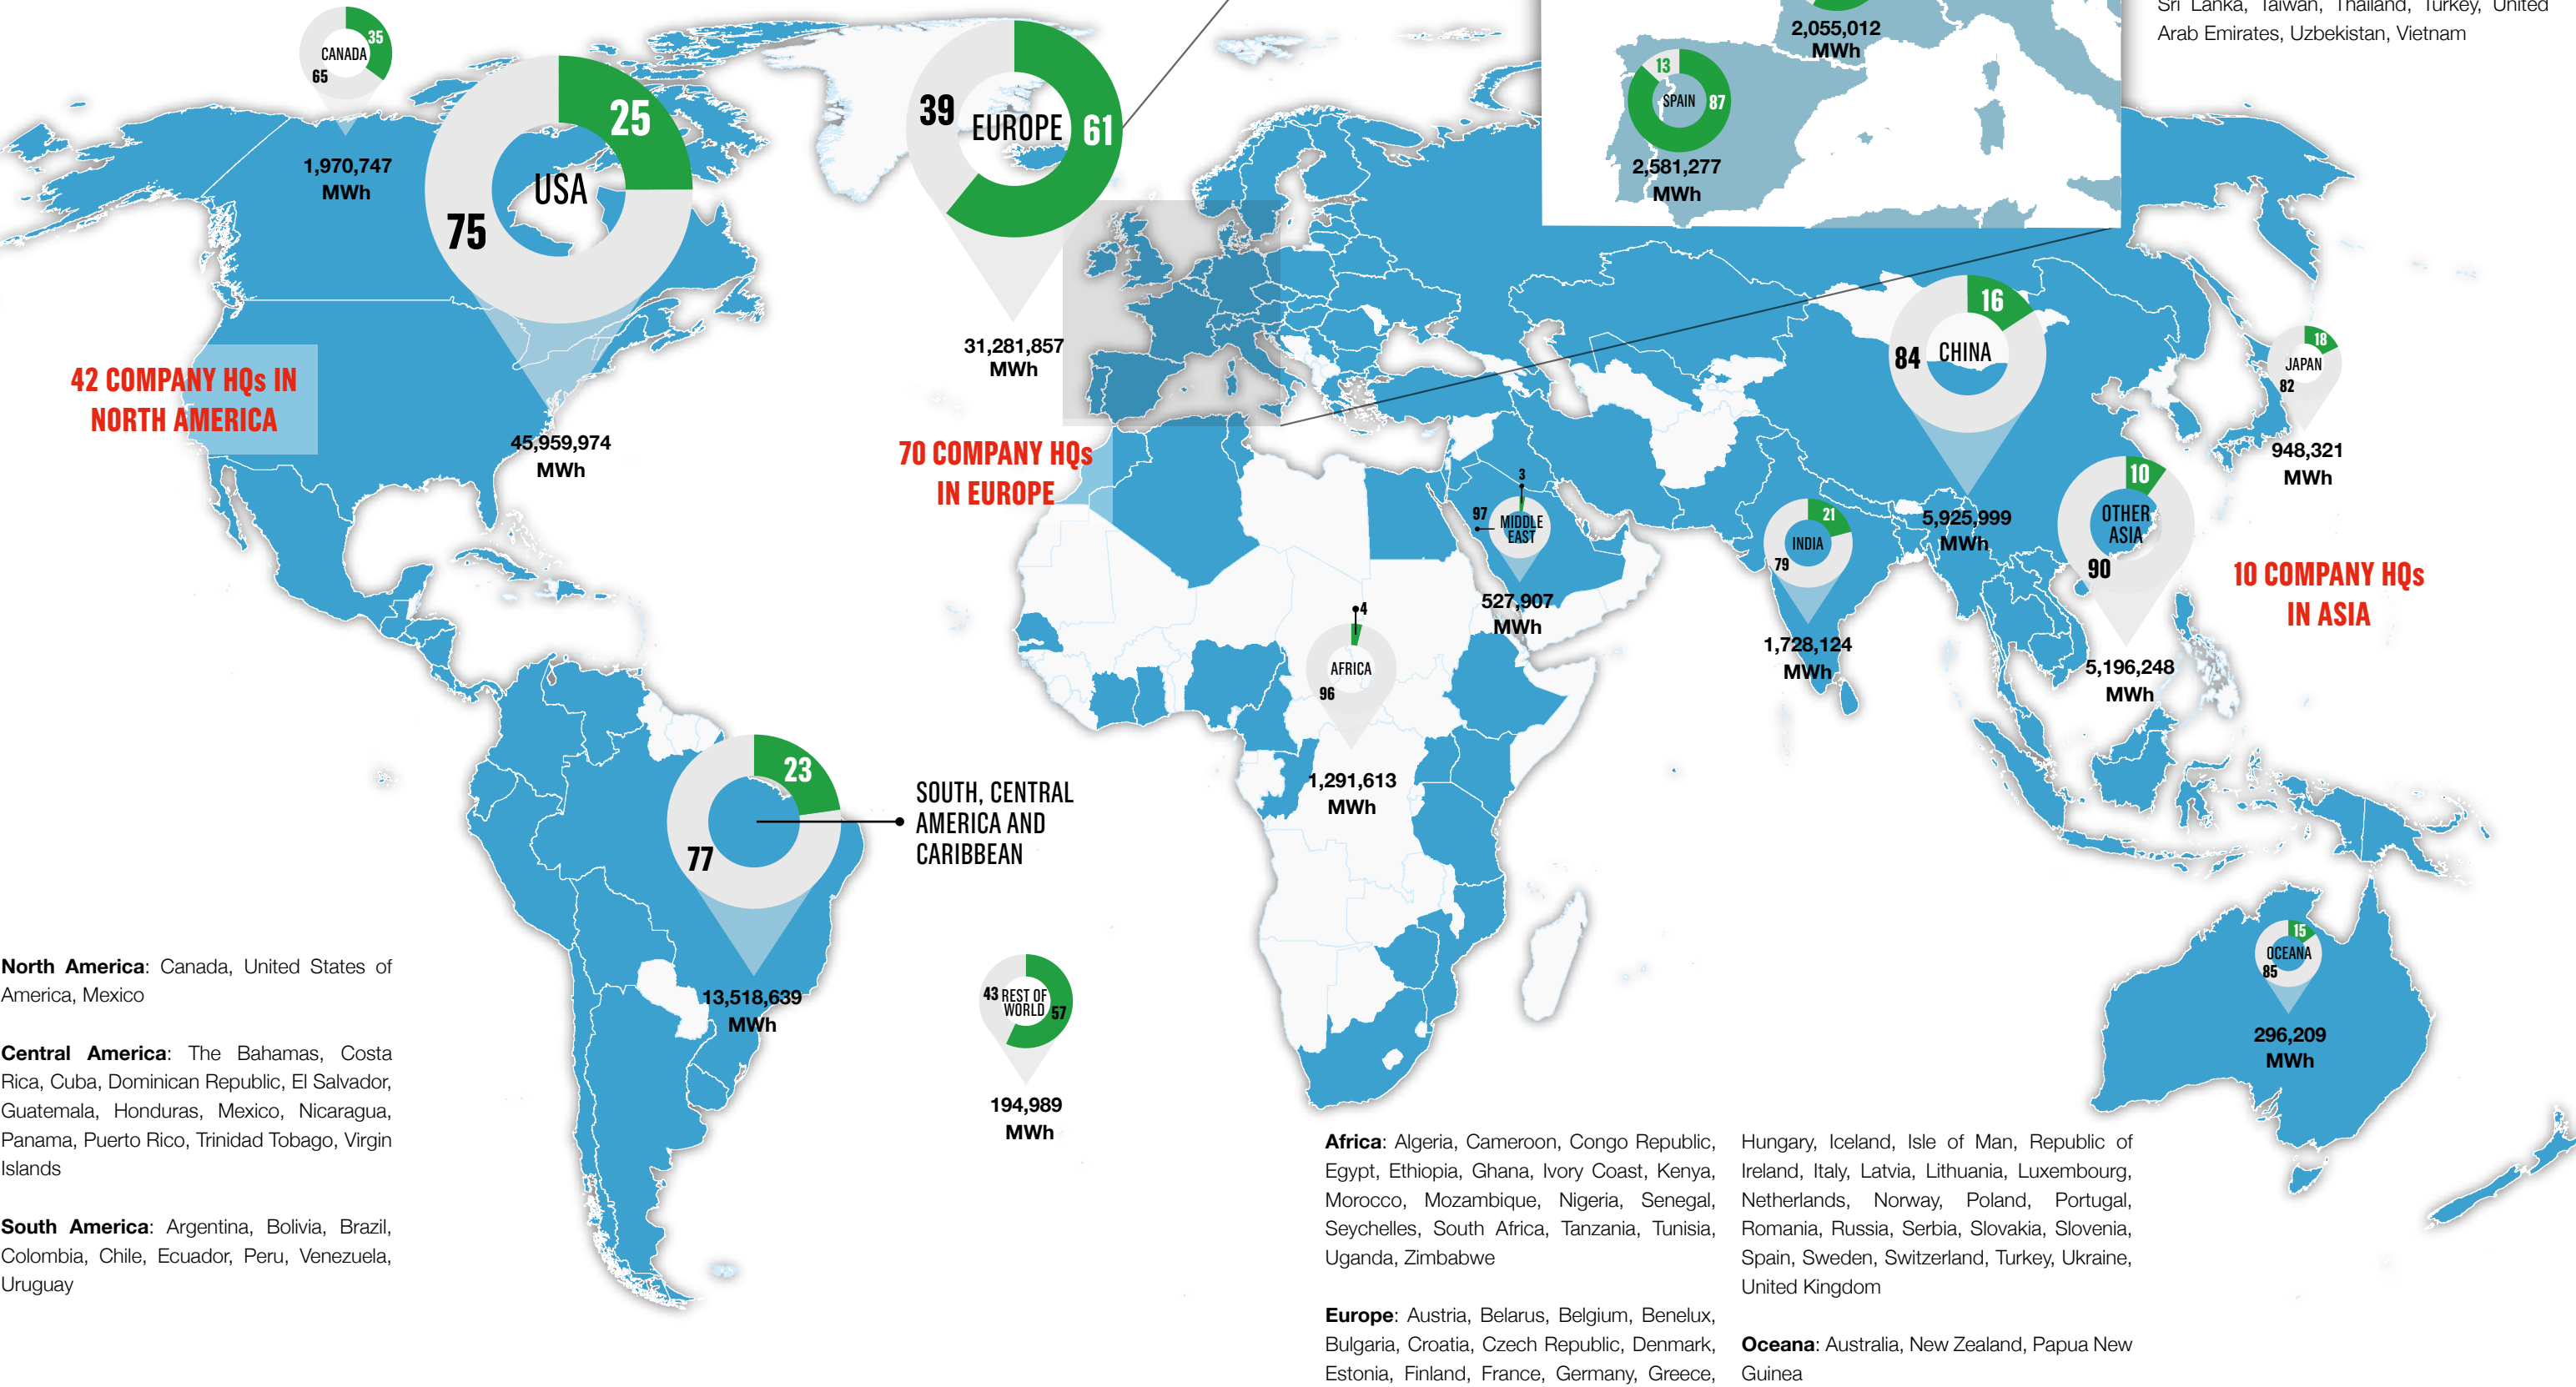 CANADA
35
65
1,970,747
MWh
USA
25
75
45,959,974
MWh
42 COMPANY HQs IN
NORTH AMERICA
EUROPE
39
61
31,281,857
MWh
70 COMPANY HQs
IN EUROPE
2,055,012
MWh
13
SPAIN
87
2,581,277
MWh
Sri Lanka, Taiwan, Thailand, Turkey, United
Arab Emirates, Uzbekistan, Vietnam
16
84
CHINA
5,925,999
MWh
18
JAPAN
82
948,321
MWh
3
97
MIDDLE
EAST
527,907
MWh
21
INDIA
79
1,728,124
MWh
10
OTHER
ASIA
90
5,196,248
MWh
10 COMPANY HQs
IN ASIA
4
AFRICA
96
1,291,613
MWh
23
77
SOUTH, CENTRAL
AMERICA AND
CARIBBEAN
13,518,639
MWh
43
REST OF
WORLD
57
194,989
MWh
15
OCEANA
85
296,209
MWh
North America: Canada, United States of
America, Mexico
Central America: The Bahamas, Costa
Rica, Cuba, Dominican Republic, El Salvador,
Guatemala, Honduras, Mexico, Nicaragua,
Panama, Puerto Rico, Trinidad Tobago, Virgin
Islands
South America: Argentina, Bolivia, Brazil,
Colombia, Chile, Ecuador, Peru, Venezuela,
Uruguay
Africa: Algeria, Cameroon, Congo Republic,
Egypt, Ethiopia, Ghana, Ivory Coast, Kenya,
Morocco, Mozambique, Nigeria, Senegal,
Seychelles, South Africa, Tanzania, Tunisia,
Uganda, Zimbabwe
Europe: Austria, Belarus, Belgium, Benelux,
Bulgaria, Croatia, Czech Republic, Denmark,
Estonia, Finland, France, Germany, Greece,
Hungary, Iceland, Isle of Man, Republic of
Ireland, Italy, Latvia, Lithuania, Luxembourg,
Netherlands, Norway, Poland, Portugal,
Romania, Russia, Serbia, Slovakia, Slovenia,
Spain, Sweden, Switzerland, Turkey, Ukraine,
United Kingdom
Oceana: Australia, New Zealand, Papua New
Guinea